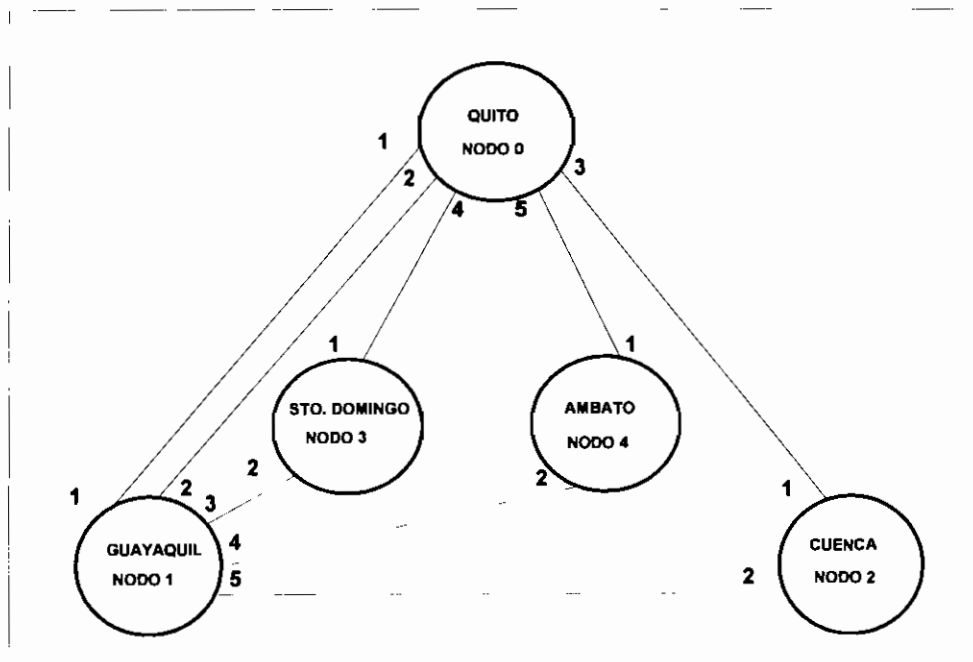 QUITO
NODO 0
1
2
4
5
3
1
1
STO. DOMINGO
NODO 3
AMBATO
NODO 4
2
2
1
2
3
1
GUAYAQUIL
NODO 1
4
5
CUENCA
NODO 2
2